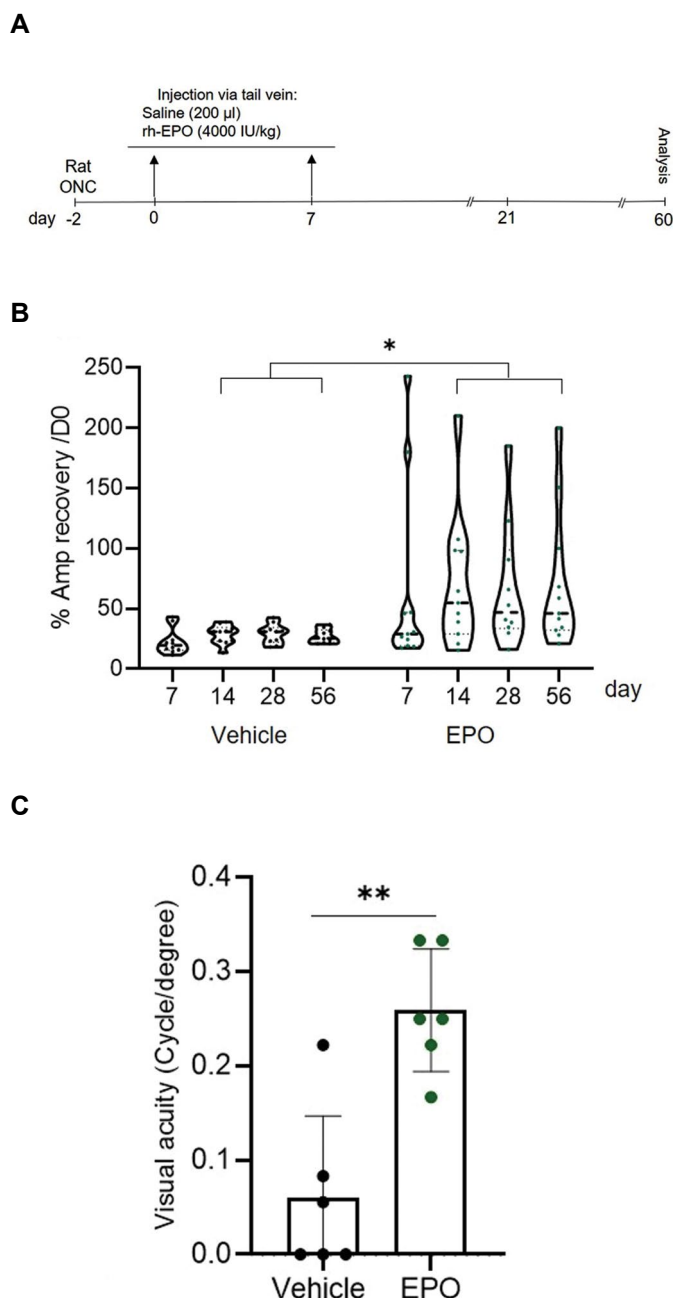 A
Injection via tail vein:
Saline (200 µl)
rh-EPO (4000 IU/kg)
Rat
ONC
Analysis
day -2 0 7 21 60
B
*
% Amp recovery /D0
250
200
150
100
50
0
7 14 28 56 7 14 28 56 day
Vehicle EPO
C
**
Visual acuity (Cycle/degree)
0.4
0.3
0.2
0.1
0.0
Vehicle EPO